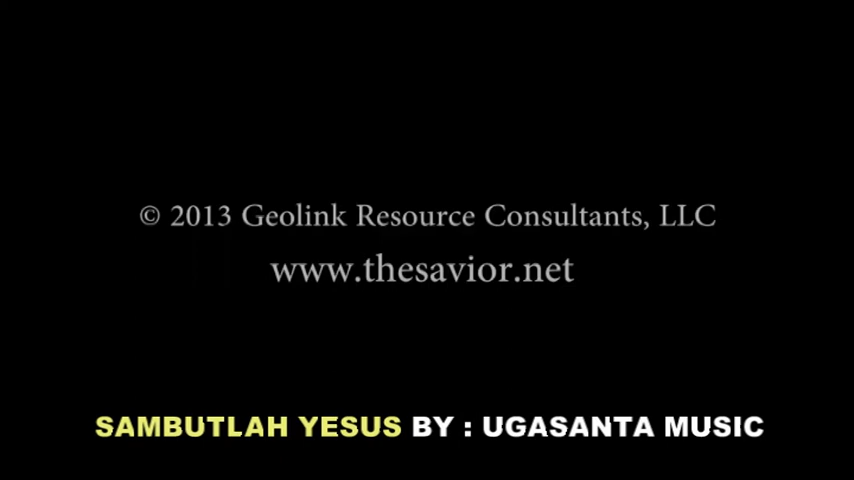 © 2013 Geolink Resource Consultants, LLC
www.thesavior.net
SAMBUTLAH YESUS BY : UGASANTA MUSIC